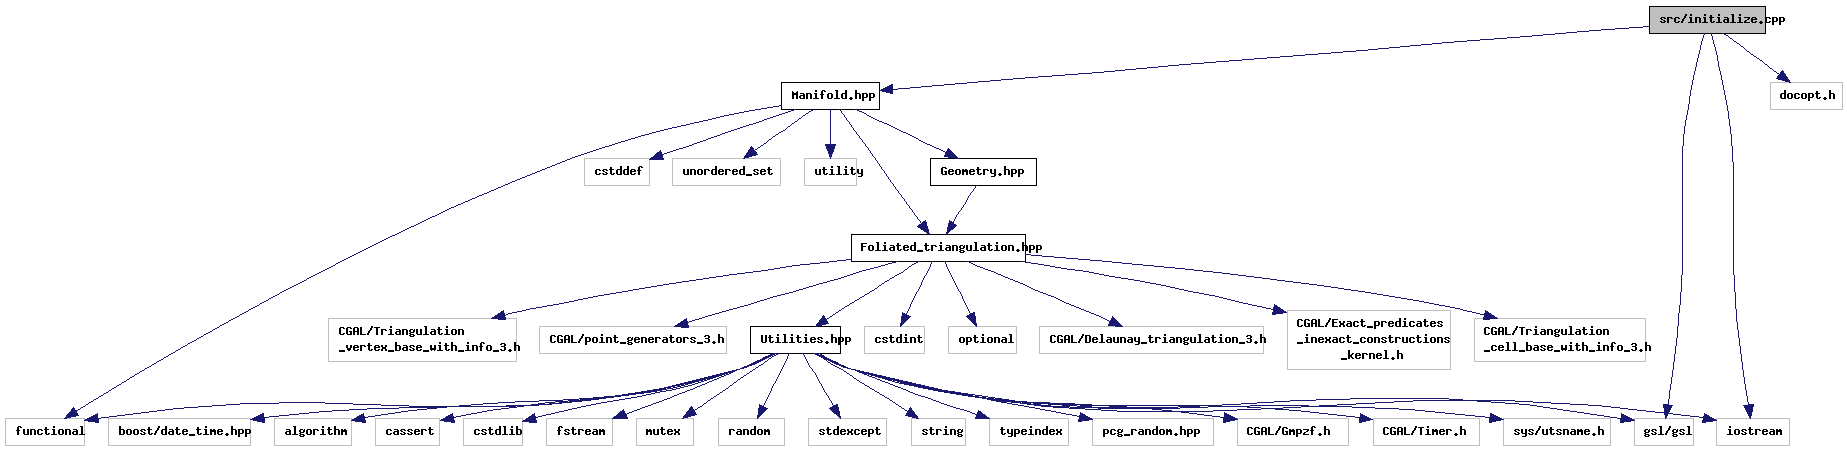 src/initialize.cpp
Manifold.hpp
docopt.h
cstddef
unordered_set
utility
Geometry.hpp
Foliated_triangulation.hpp
CGAL/Triangulation
_vertex_base_with_info_3.h
CGAL/point_generators_3.h
Utilities.hpp
cstdint
optional
CGAL/Delaunay_triangulation_3.h
CGAL/Exact_predicates
_inexact_constructions
_kernel.h
CGAL/Triangulation
_cell_base_with_info_3.h
functional
boost/date_time.hpp
algorithm
cassert
cstdlib
fstream
mutex
random
stdexcept
string
typeindex
pcg_random.hpp
CGAL/Gmpzf.h
CGAL/Timer.h
sys/utsname.h
gsl/gsl
iostream